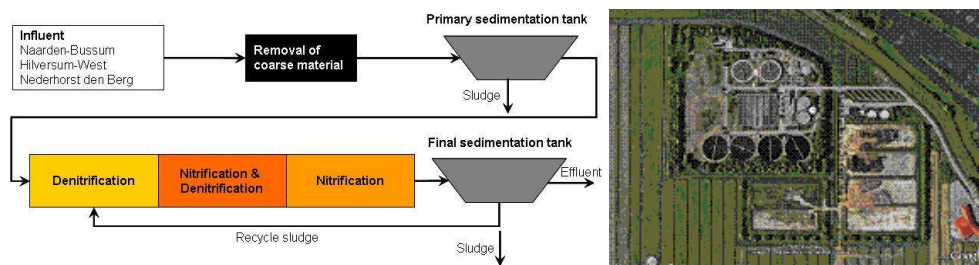 Primary sedimentation tank
Influent
Naarden-Bussum
Hilversum-West
Nederhorst den Berg
Removal of
coarse material
Sludge
Final sedimentation tank
Denitrification
Nitrification &
Denitrification
Nitrification
Effluent
Recycle sludge
Sludge